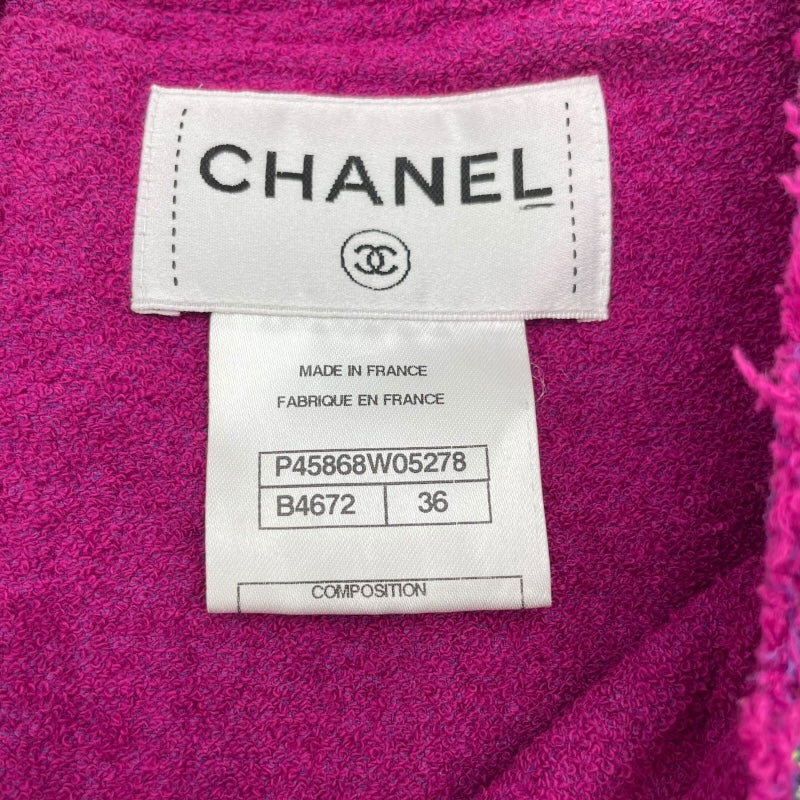 CHANEL
MADE IN FRANCE
FABRIQUE EN FRANCE
P45868W05278
B4672 36
COMPOSITION